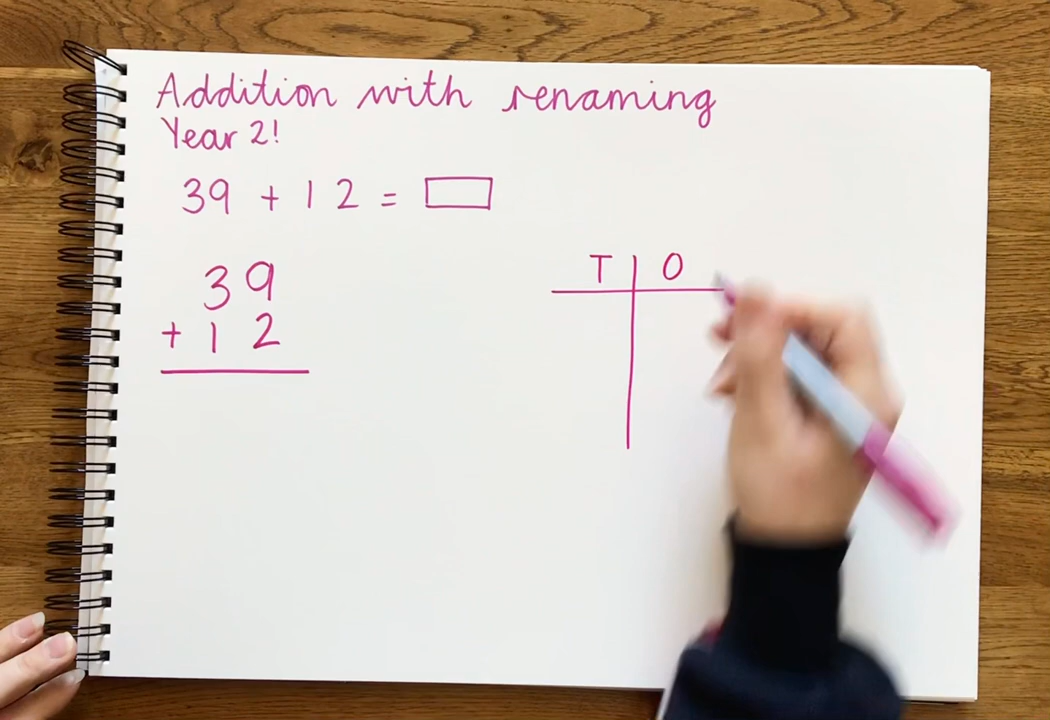 Addition with renaming
Year 2!
39 + 12 = 
39
+ 12
T O